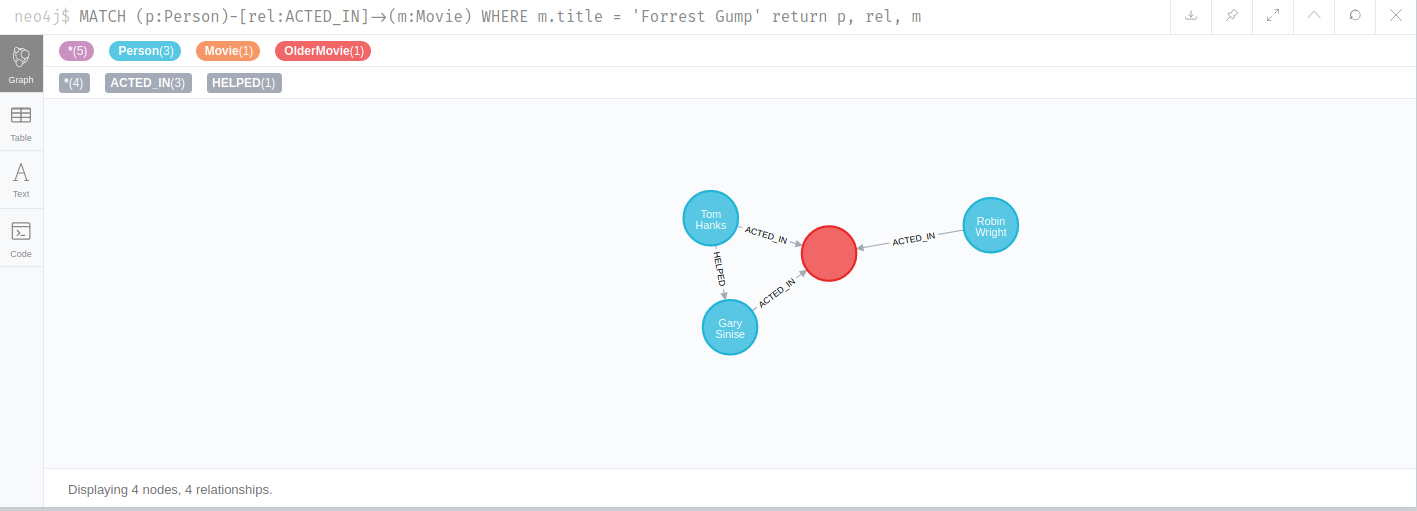 neo4j$ MATCH (p:Person)-[rel:ACTED_IN]->(m:Movie) WHERE m.title = 'Forrest Gump' return p, rel, m
Graph
*(5) Person(3) Movie(1) OlderMovie(1)
*(4) ACTED_IN(3) HELPED(1)
Table
Text
Code
Tom
Hanks
ACTED_IN
HELPED
Gary
Sinise
ACTED_IN
ACTED_IN
Robin
Wright
Displaying 4 nodes, 4 relationships.